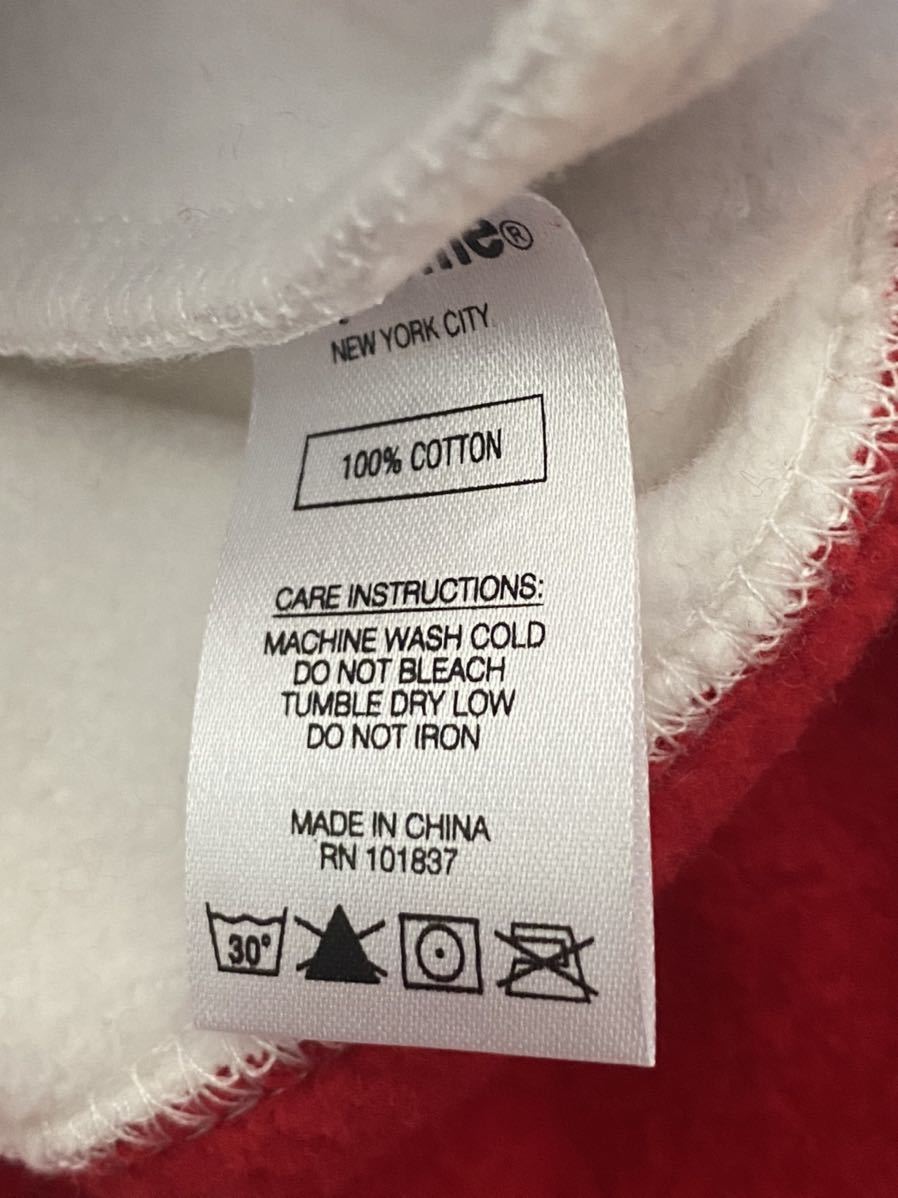 NEW YORK CITY
100% COTTON
CARE INSTRUCTIONS:
MACHINE WASH COLD
DO NOT BLEACH
TUMBLE DRY LOW
DO NOT IRON
MADE IN CHINA
RN 101837
30°